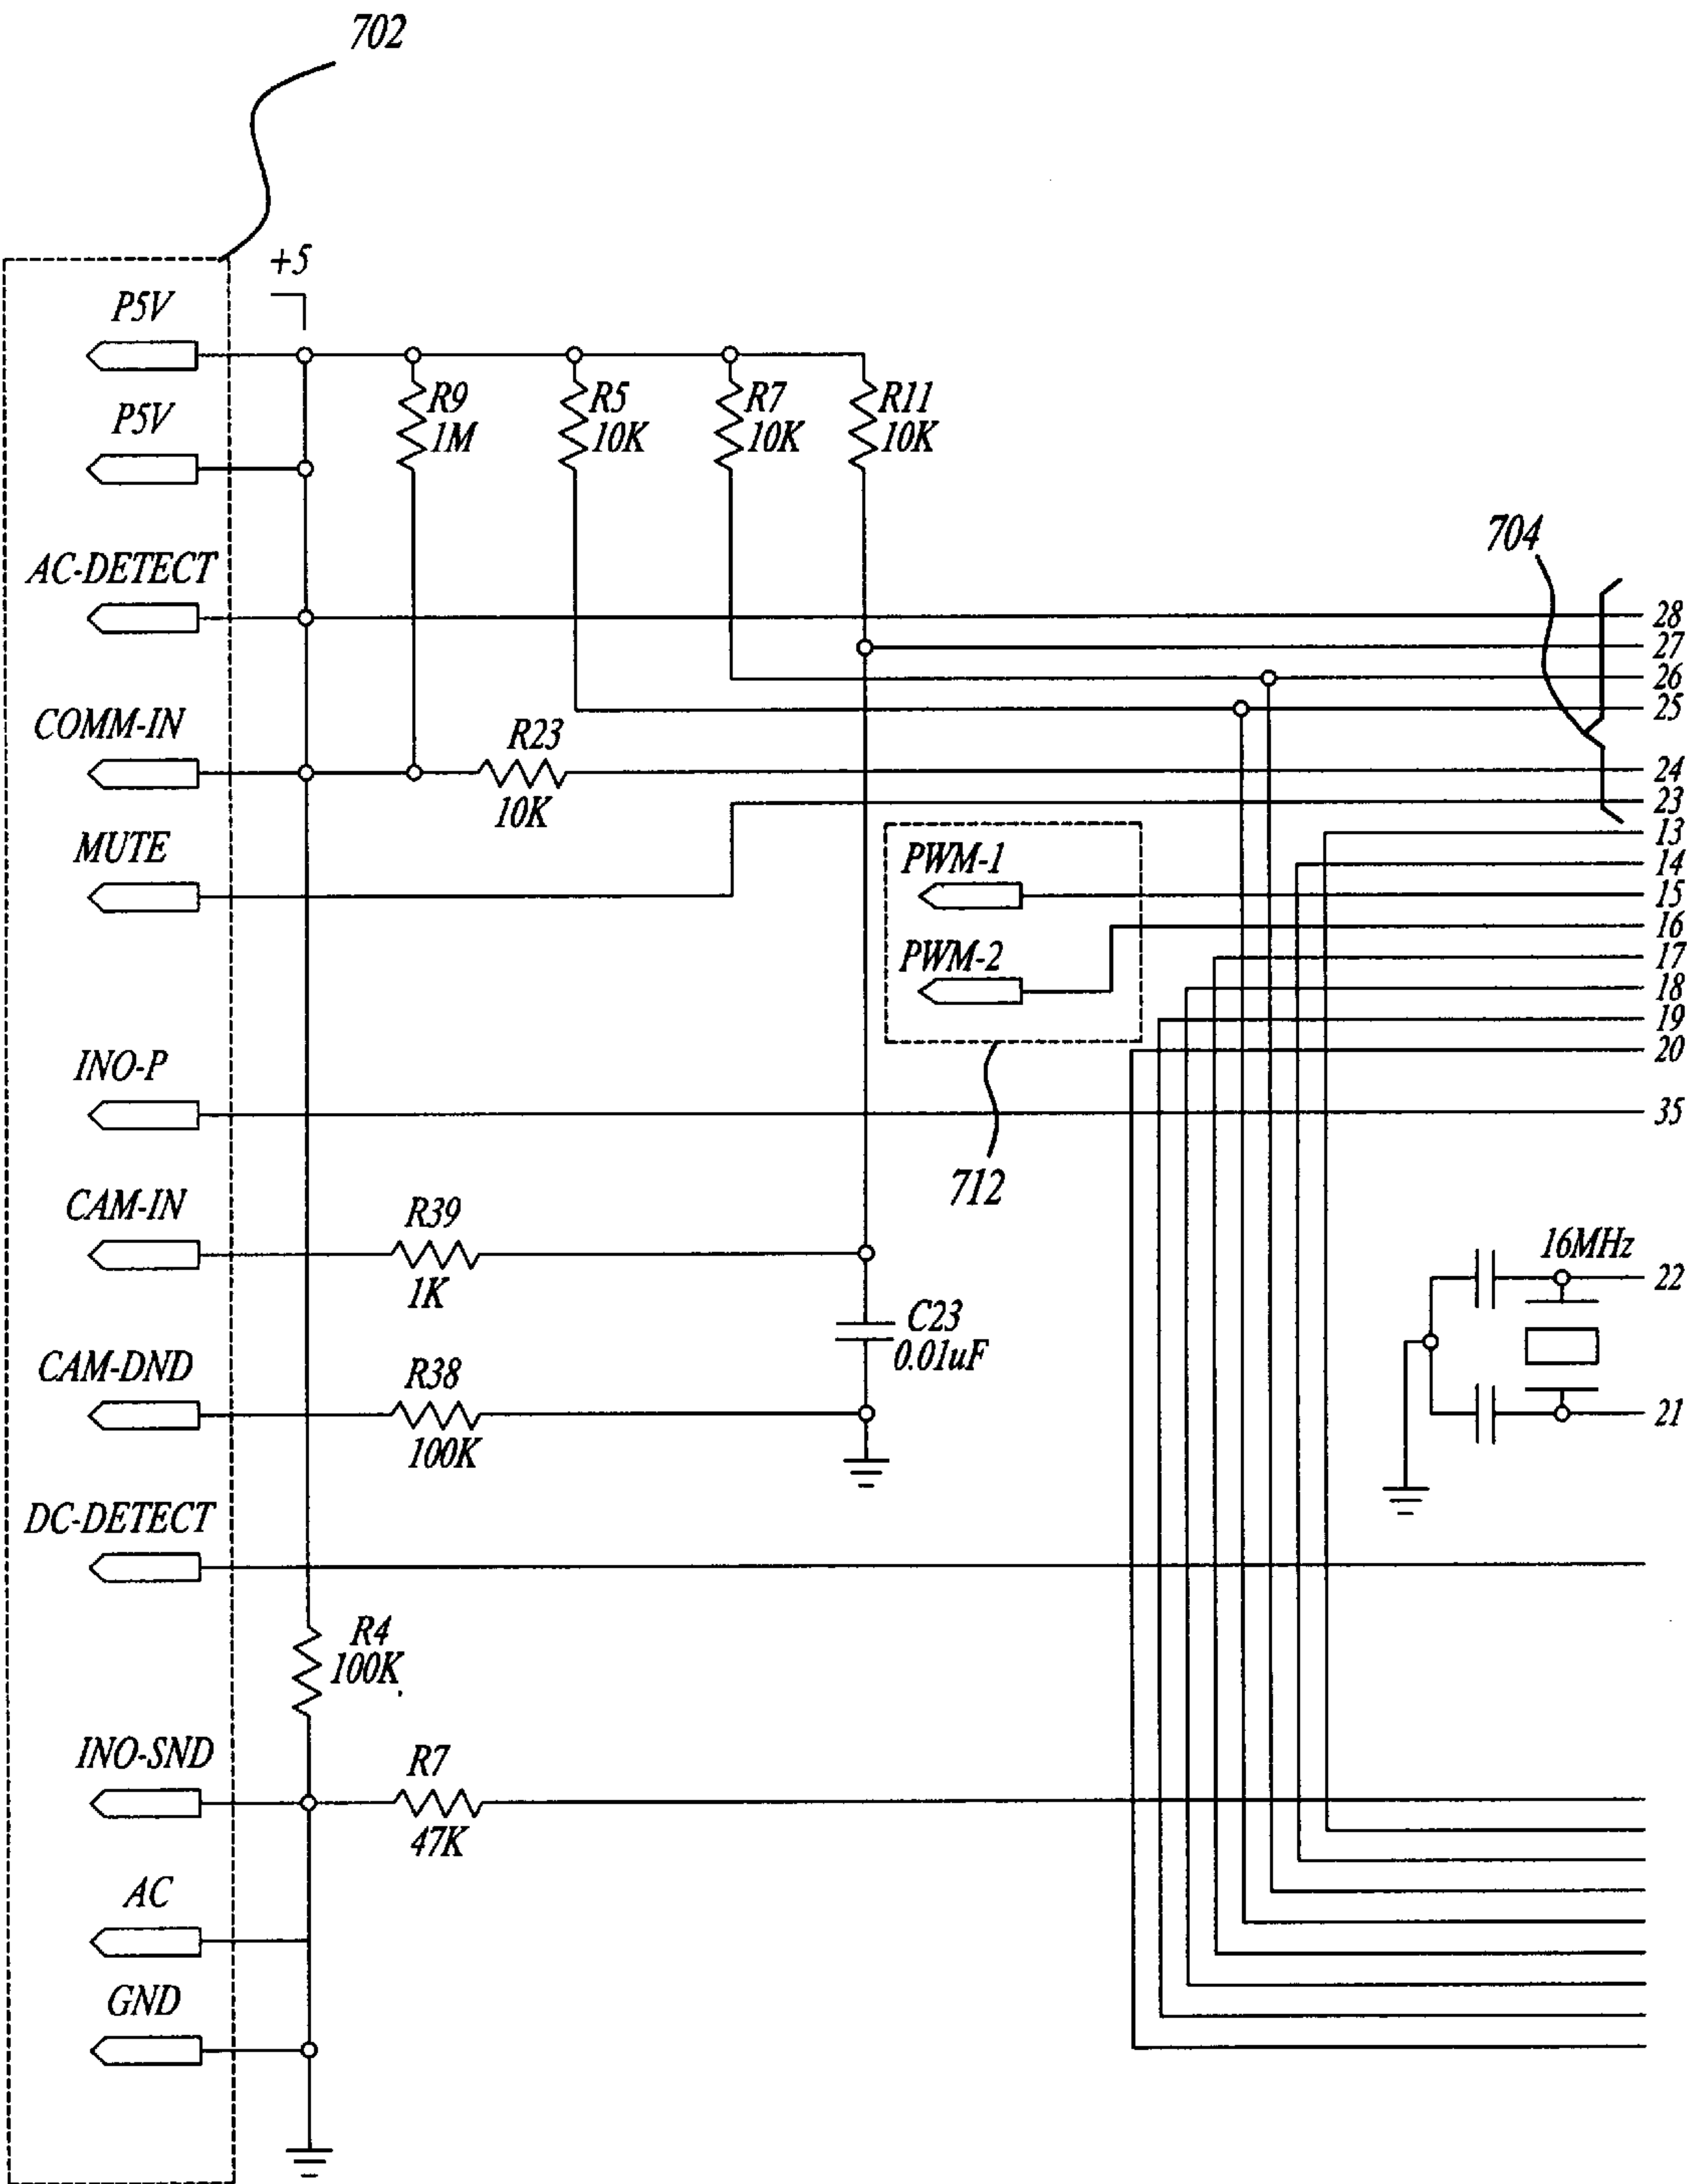 702
+5
P5V
P5V
R9
1M
R5
10K
R7
10K
R11
10K
AC-DETECT
704
28
27
26
25
COMM-IN
R23
10K
24
23
MUTE
PWM-1
PWM-2
13
14
15
16
17
18
19
20
INO-P
35
712
CAM-IN
R39
1K
16MHz
22
C23
0.01uF
CAM-DND
R38
100K
21
DC-DETECT
R4
100K
INO-SND
R7
47K
AC
GND